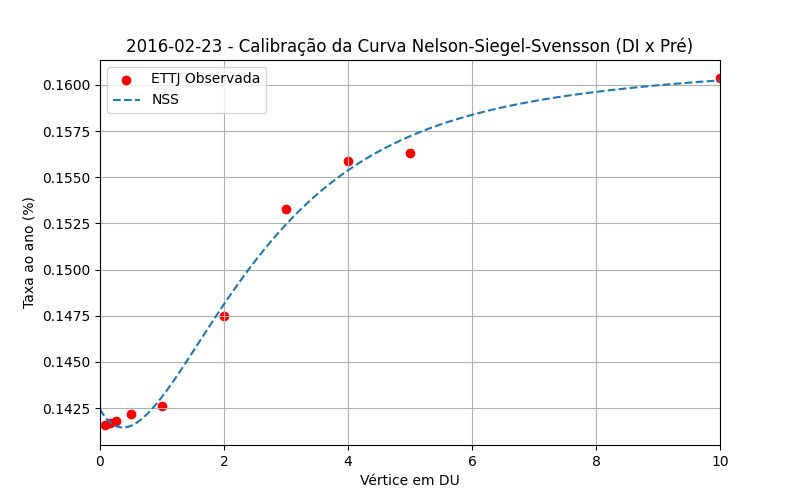 2016-02-23 - Calibração da Curva Nelson-Siegel-Svensson (DI x Pré)
ETTJ Observada
NSS
Taxa ao ano (%)
0.1600
0.1575
0.1550
0.1525
0.1500
0.1475
0.1450
0.1425
0 2 4 6 8 10
Vértice em DU